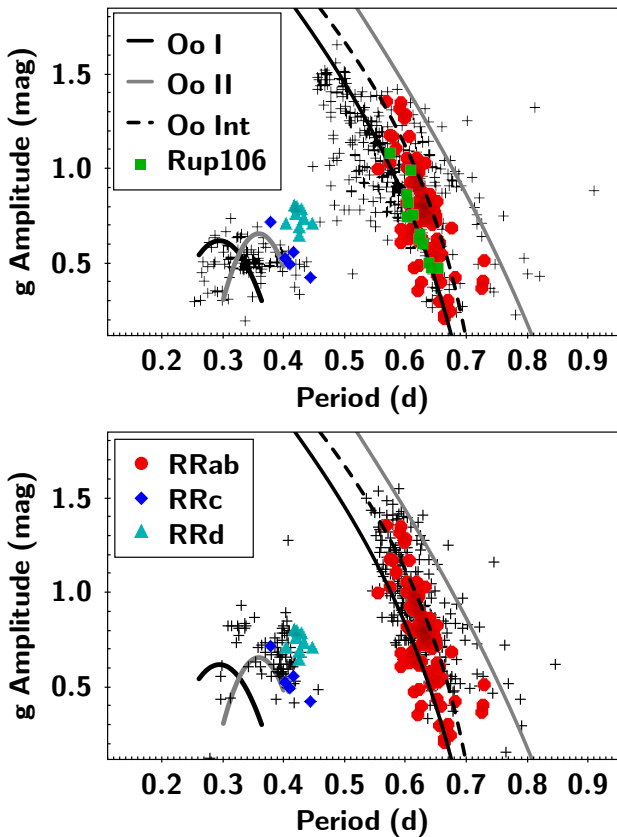 g Amplitude (mag)
1.5
1.0
0.5
Oo I
Oo II
Oo Int
Rup106
0.2 0.3 0.4 0.5 0.6 0.7 0.8 0.9
Period (d)
g Amplitude (mag)
1.5
1.0
0.5
RRab
RRc
RRd
0.2 0.3 0.4 0.5 0.6 0.7 0.8 0.9
Period (d)